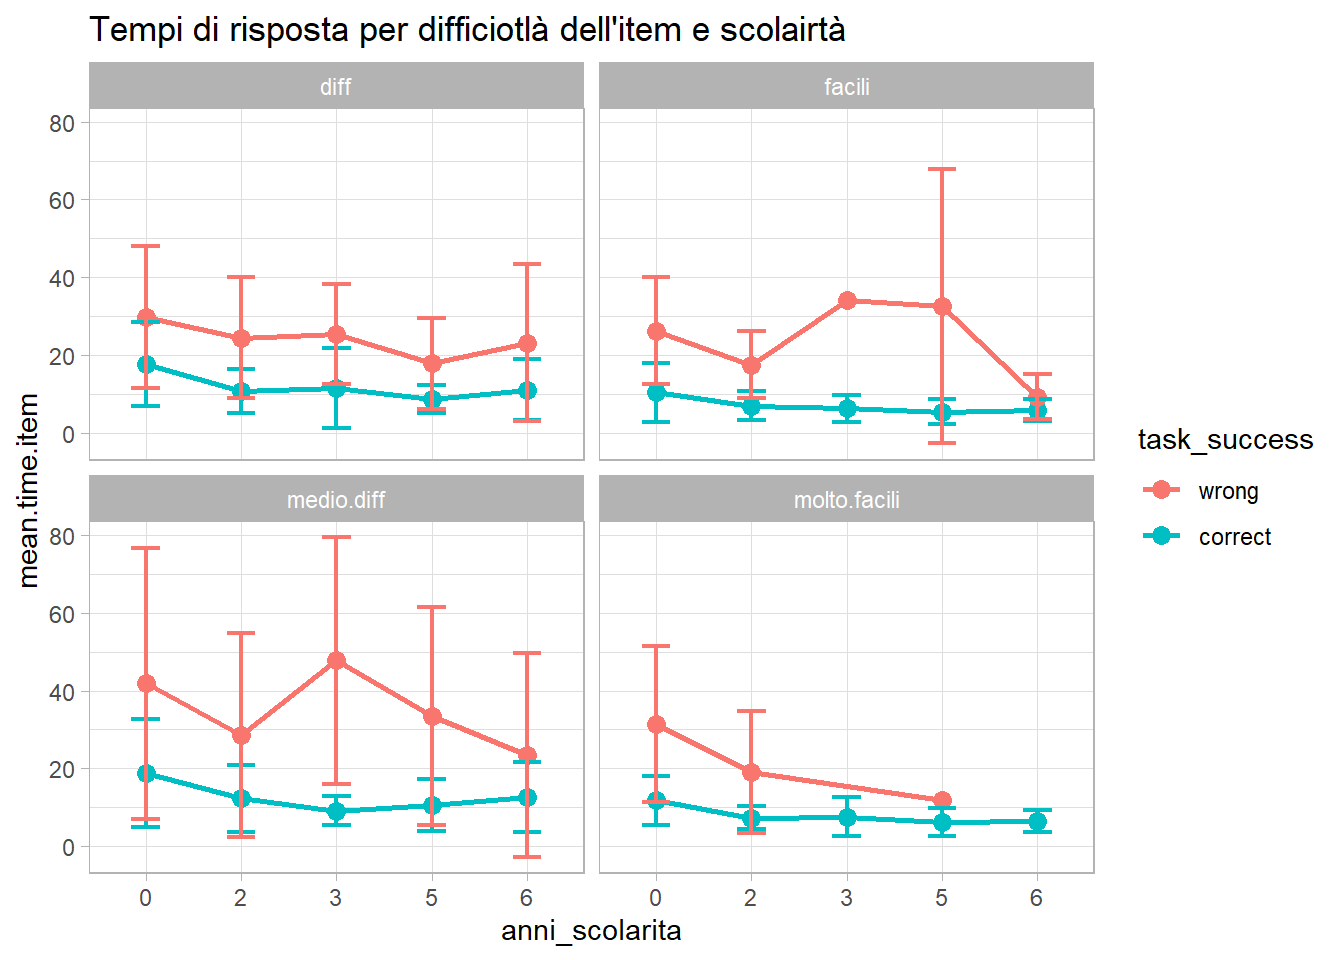 Tempi di risposta per difficiotlà dell'item e scolairtà
diff
facili
80
60
40
20
0
medio.diff
molto.facili
80
60
40
20
0
0 2 3 5 6
0 2 3 5 6
mean.time.item
anni_scolarita
task_success
wrong
correct